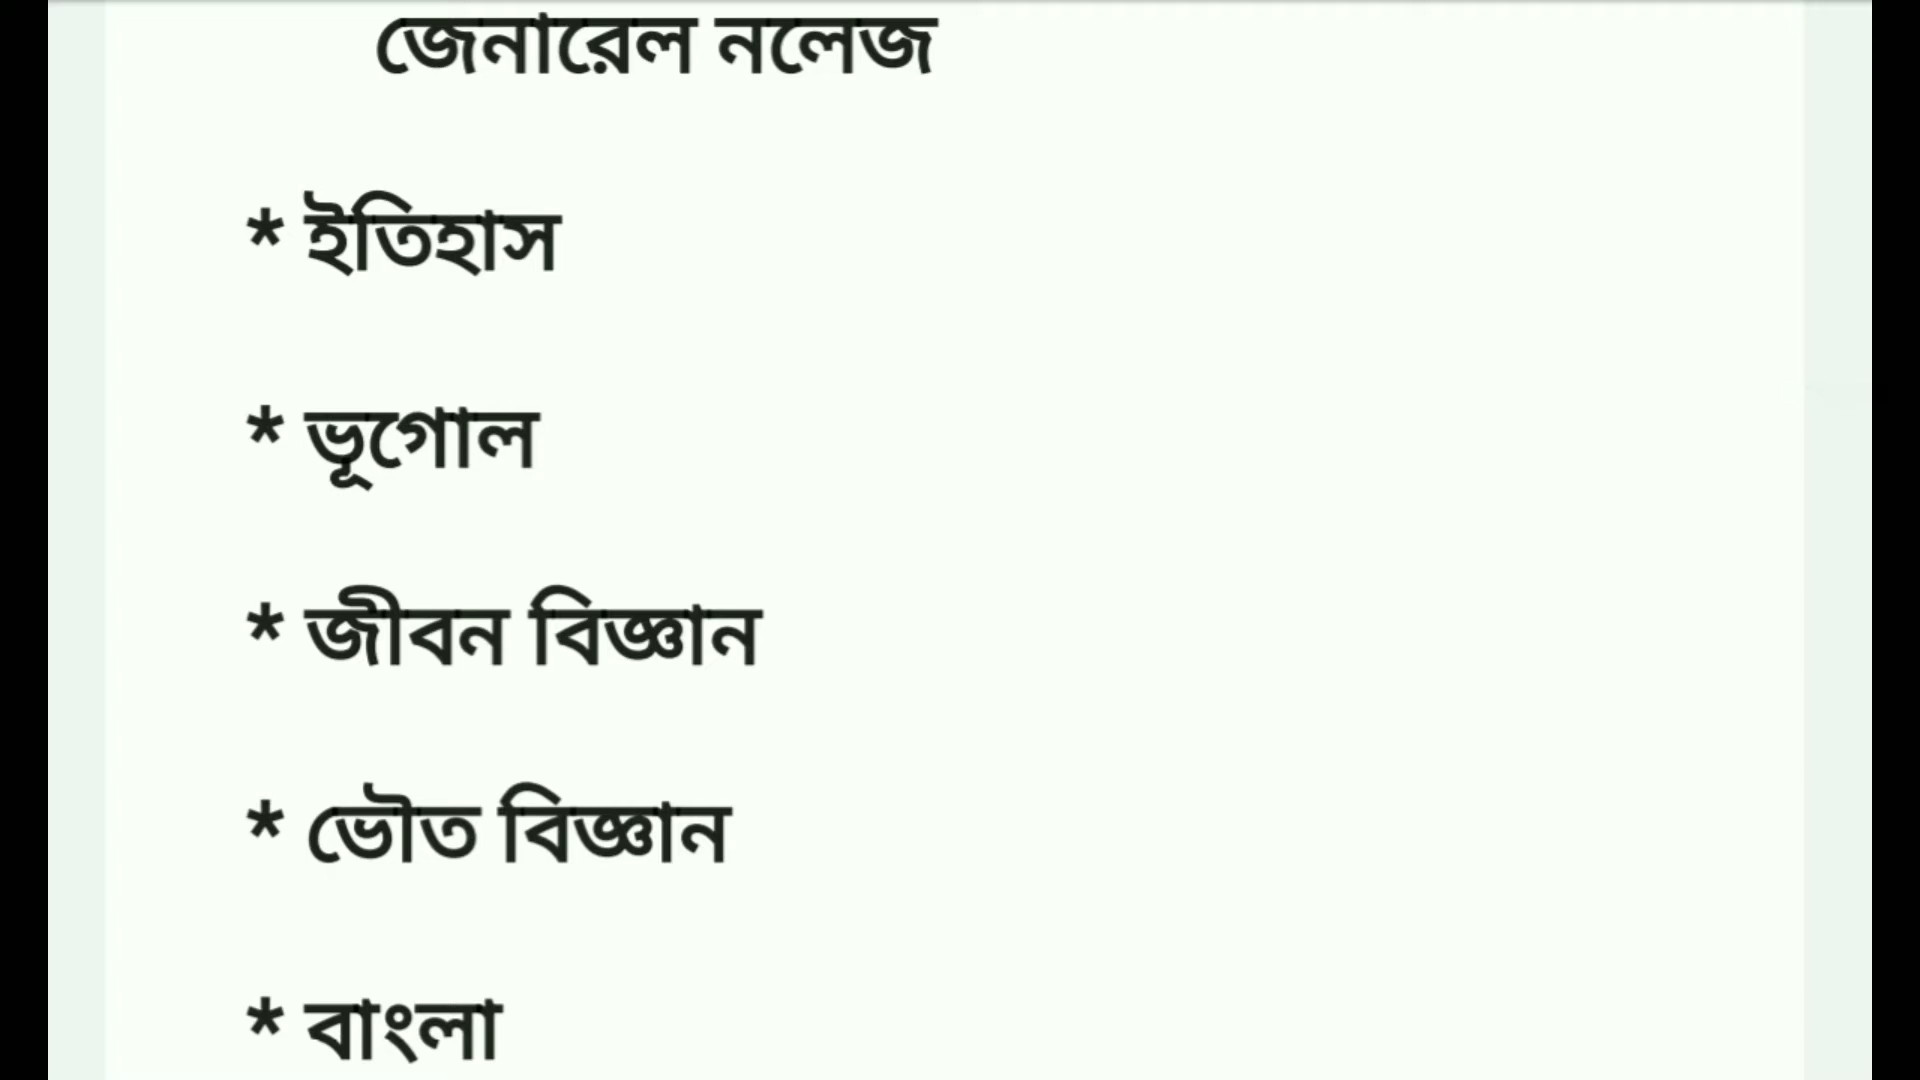 জেনারেল নলেজ
* ইতিহাস
* ভূগোল
* জীবন বিজ্ঞান
* ভৌত বিজ্ঞান
* বাংলা